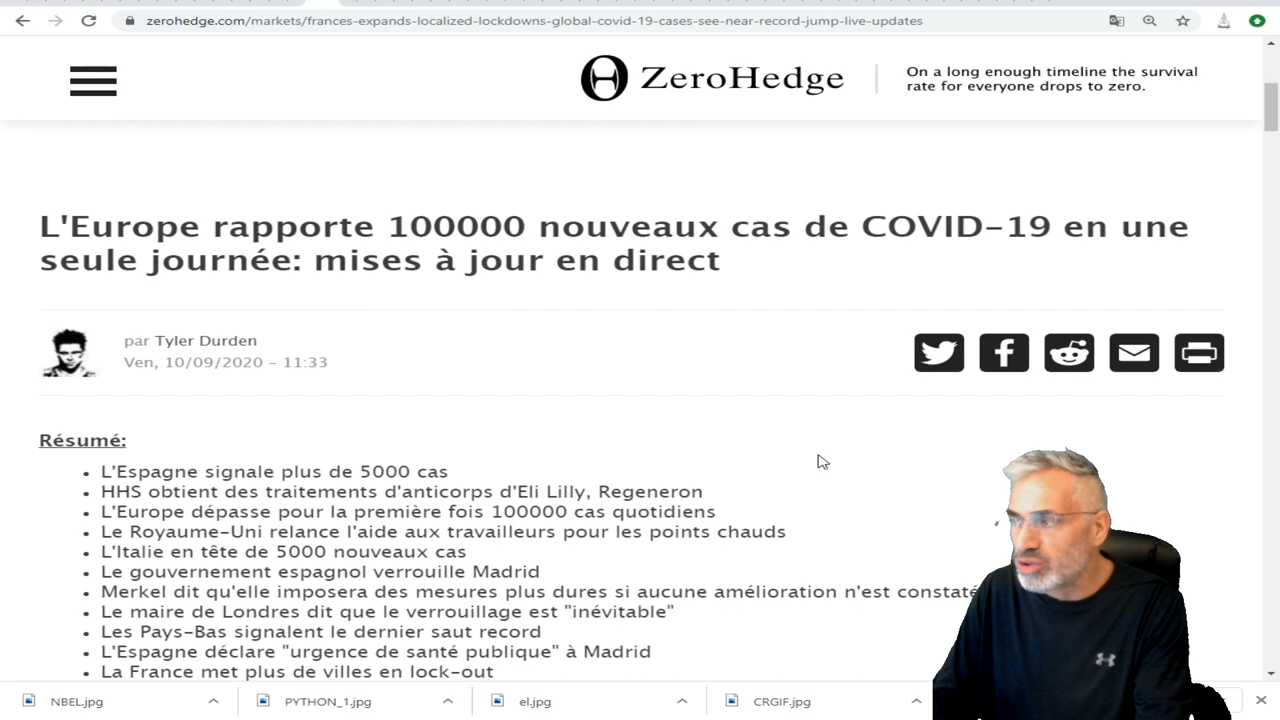 zerohedge.com/markets/frances-expands-localized-lockdowns-global-covid-19-cases-see-near-record-jump-live-updates
ZeroHedge
On a long enough timeline the survival
rate for everyone drops to zero.
L'Europe rapporte 100000 nouveaux cas de COVID-19 en une
seule journée: mises à jour en direct
par Tyler Durden
Ven, 10/09/2020 - 11:33
Résumé:
L'Espagne signale plus de 5000 cas
HHS obtient des traitements d'anticorps d'Eli Lilly, Regeneron
L'Europe dépasse pour la première fois 100000 cas quotidiens
Le Royaume-Uni relance l'aide aux travailleurs pour les points chauds
L'Italie en tête de 5000 nouveaux cas
Le gouvernement espagnol verrouille Madrid
Merkel dit qu'elle imposera des mesures plus dures si aucune amélioration n'est constaté
Le maire de Londres dit que le verrouillage est "inévitable"
Les Pays-Bas signalent le dernier saut record
L'Espagne déclare "urgence de santé publique" à Madrid
La France met plus de villes en lock-out
NBEL.jpg
PYTHON_1.jpg
el.jpg
CRGIF.jpg